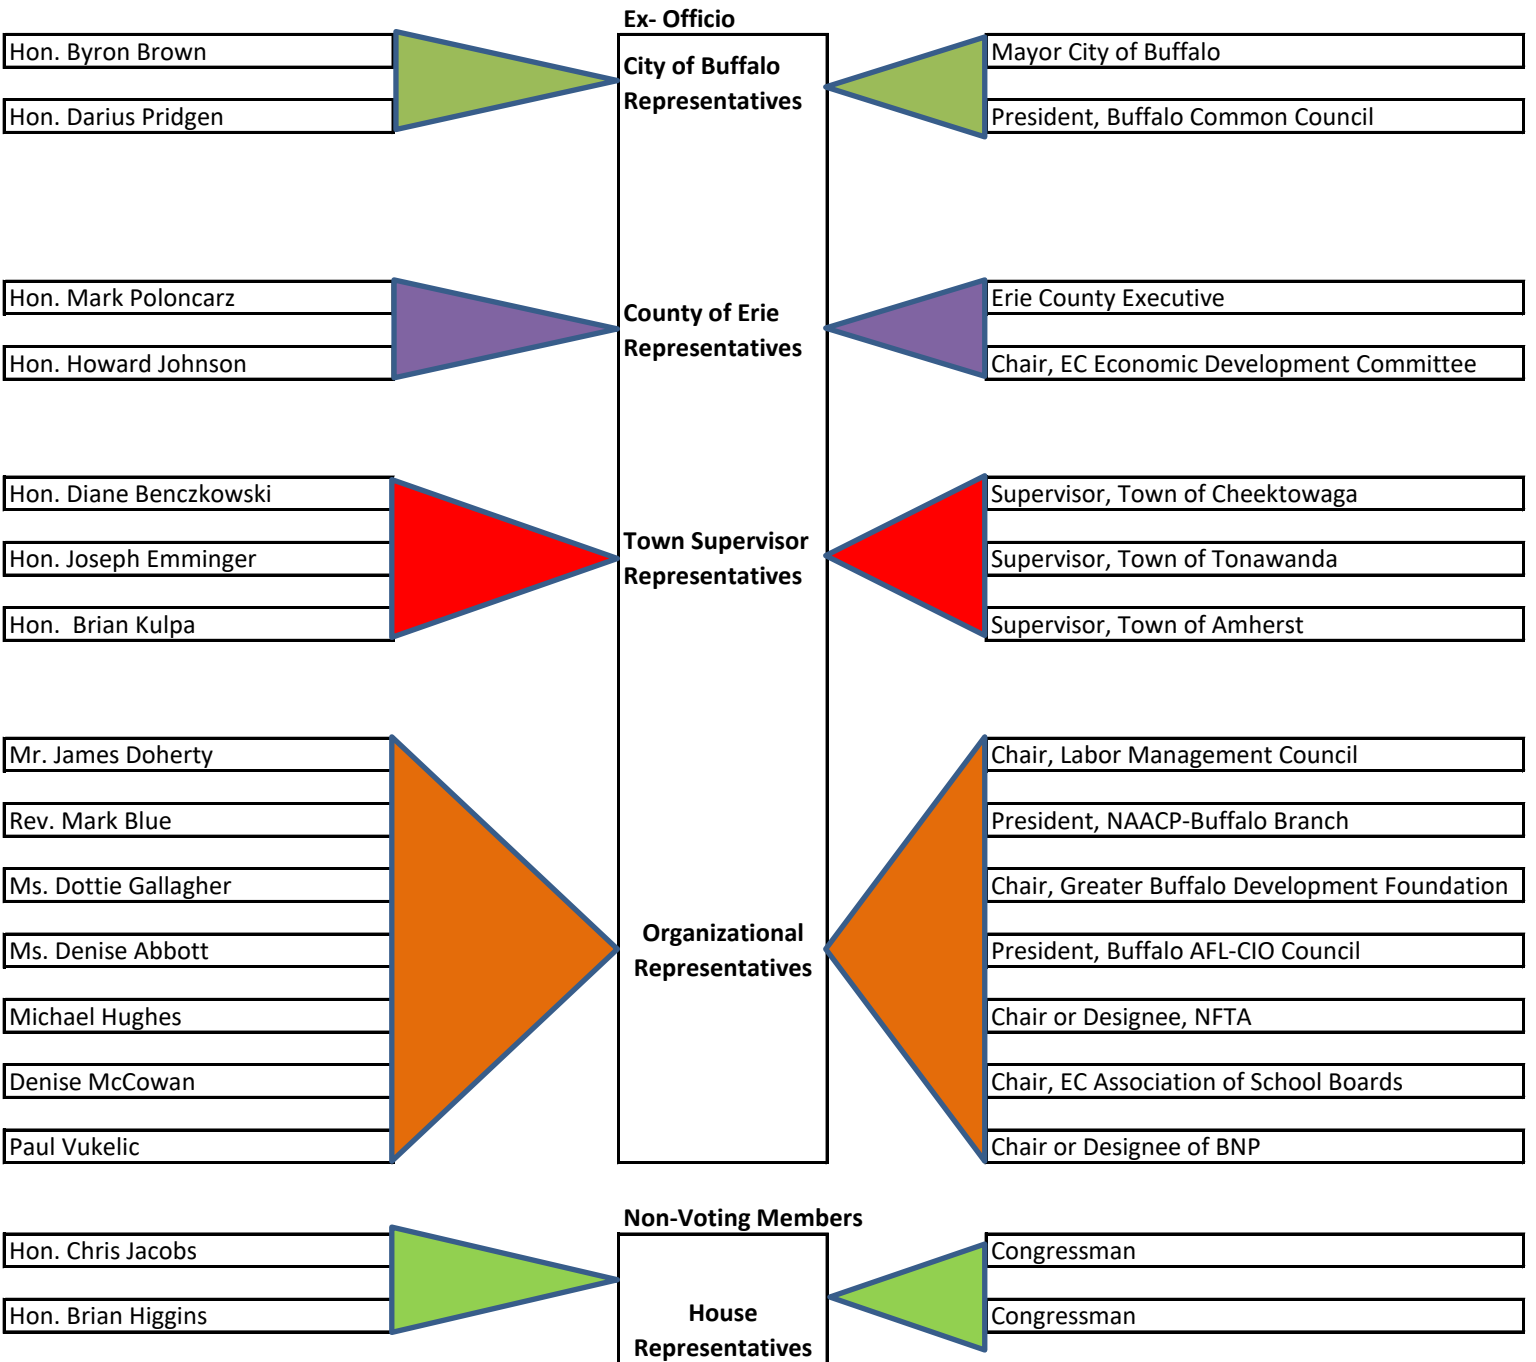 Ex- Officio
Hon. Byron Brown
City of Buffalo
Representatives
Mayor City of Buffalo
Hon. Darius Pridgen
President, Buffalo Common Council
Hon. Mark Poloncarz
County of Erie
Representatives
Erie County Executive
Hon. Howard Johnson
Chair, EC Economic Development Committee
Hon. Diane Benczkowski
Supervisor, Town of Cheektowaga
Hon. Joseph Emminger
Town Supervisor
Representatives
Supervisor, Town of Tonawanda
Hon.  Brian Kulpa
Supervisor, Town of Amherst
Mr. James Doherty
Chair, Labor Management Council
Rev. Mark Blue
President, NAACP-Buffalo Branch
Ms. Dottie Gallagher
Chair, Greater Buffalo Development Foundation
Ms. Denise Abbott
Organizational
Representatives
President, Buffalo AFL-CIO Council
Michael Hughes
Chair or Designee, NFTA
Denise McCowan
Chair, EC Association of School Boards
Paul Vukelic
Chair or Designee of BNP
Non-Voting Members
Hon. Chris Jacobs
Congressman
Hon. Brian Higgins
House
Representatives
Congressman